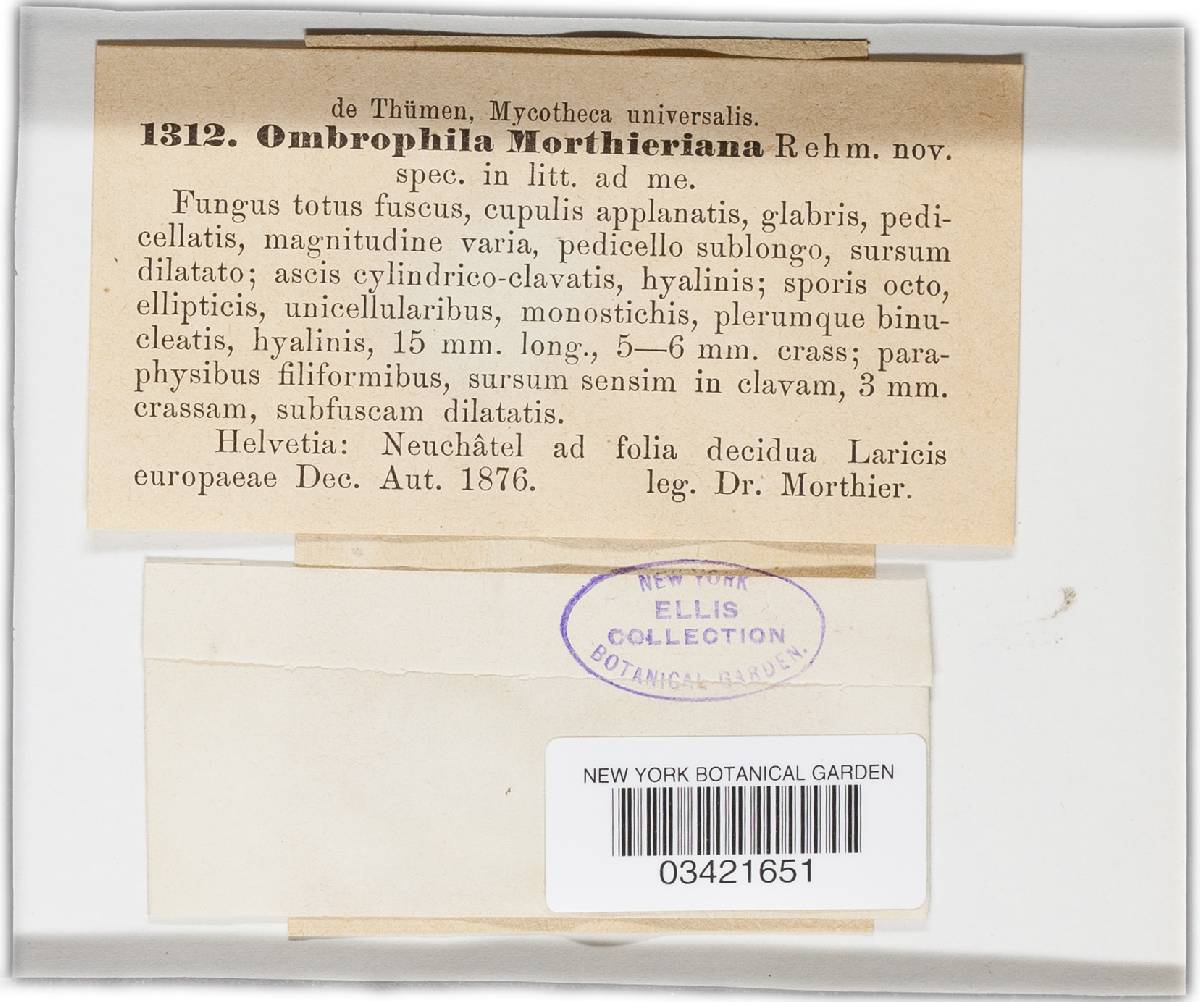 de Thümen, Mycotheca universalis.
1312. Ombrophila Morthieriana Rehm. nov.
spec. in litt. ad me.
Fungus totus fuscus, cupulis applanatis, glabris, pedi-
cellatis, magnitudine varia, pedicello sublongo, sursum
dilatato; ascis cylindrico-clavatis, hyalinis; sporis octo,
ellipticis, unicellularibus, monostichis, plerumque binu-
cleatis, hyalinis, 15 mm. long., 5—6 mm. crass; para-
physibus filiformibus, sursum sensim in clavam, 3 mm.
crassam, subfuscam dilatatis.
Helvetia: Neuchâtel ad folia decidua Laricis
europaeae Dec. Aut. 1876. leg. Dr. Morthier.
NEW YORK
ELLIS
COLLECTION
BOTANICAL GARDEN.
NEW YORK BOTANICAL GARDEN
03421651